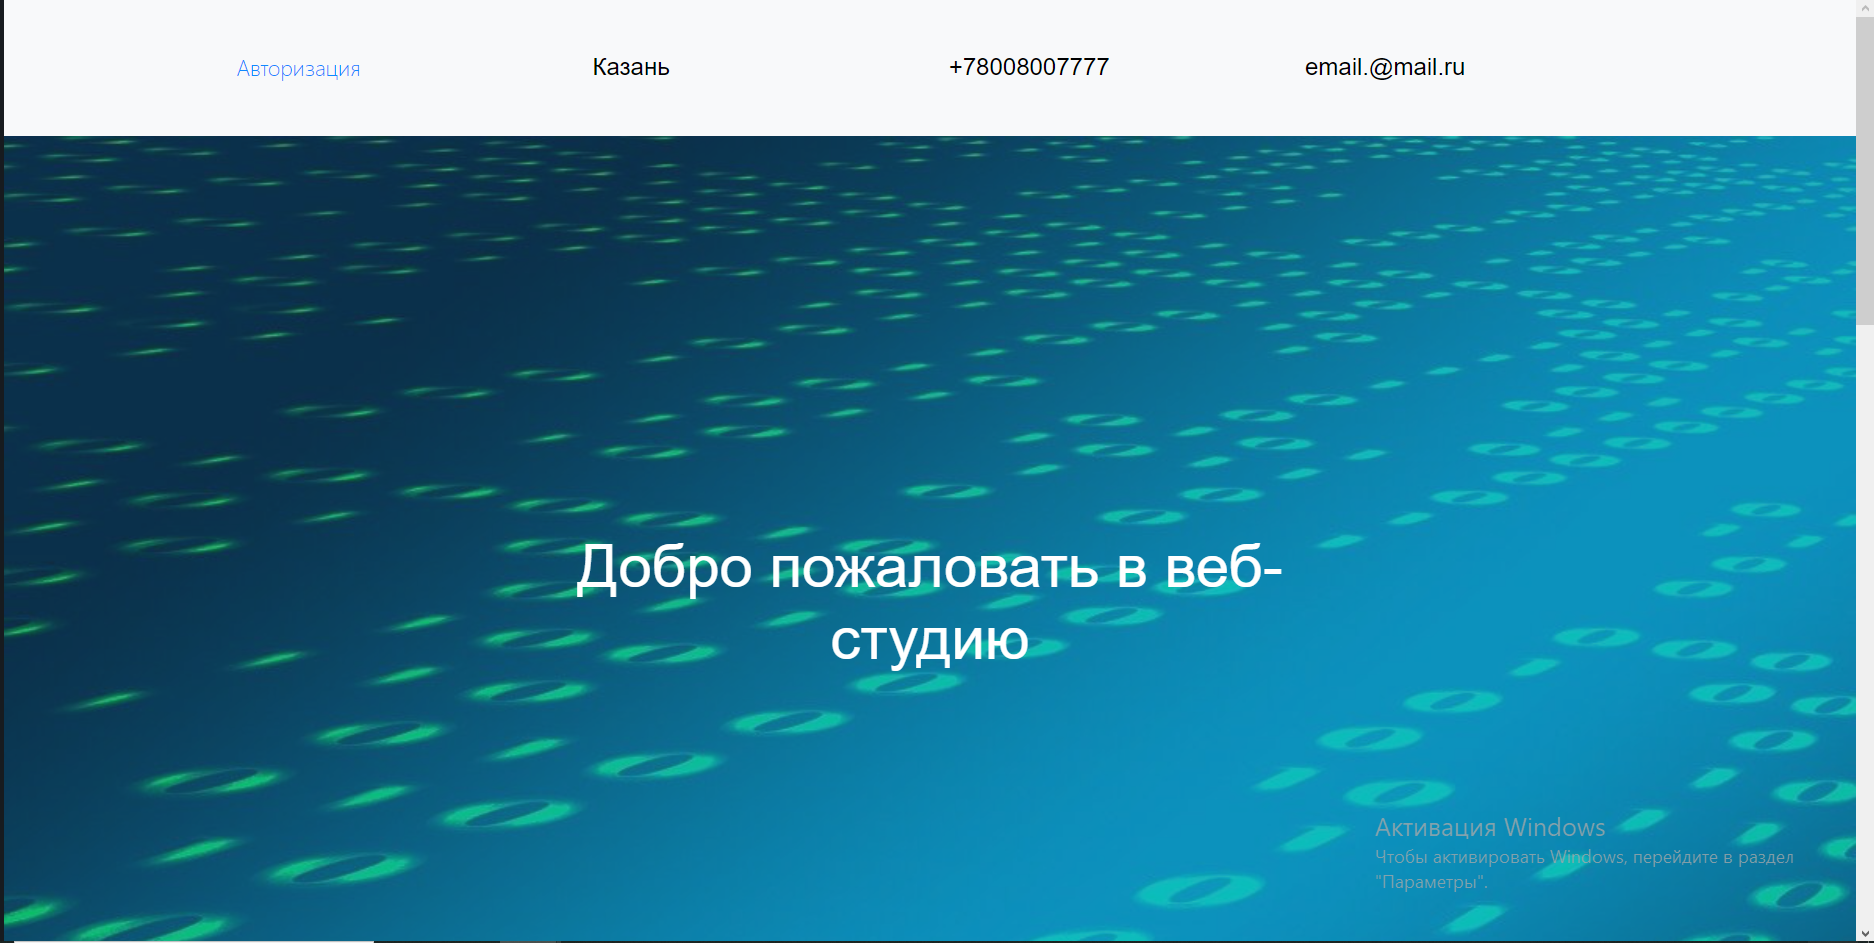 Авторизация
Казань
+78008007777
email.@mail.ru
Добро пожаловать в веб-
студию
Активация Windows
Чтобы активировать Windows, перейдите в раздел
"Параметры".